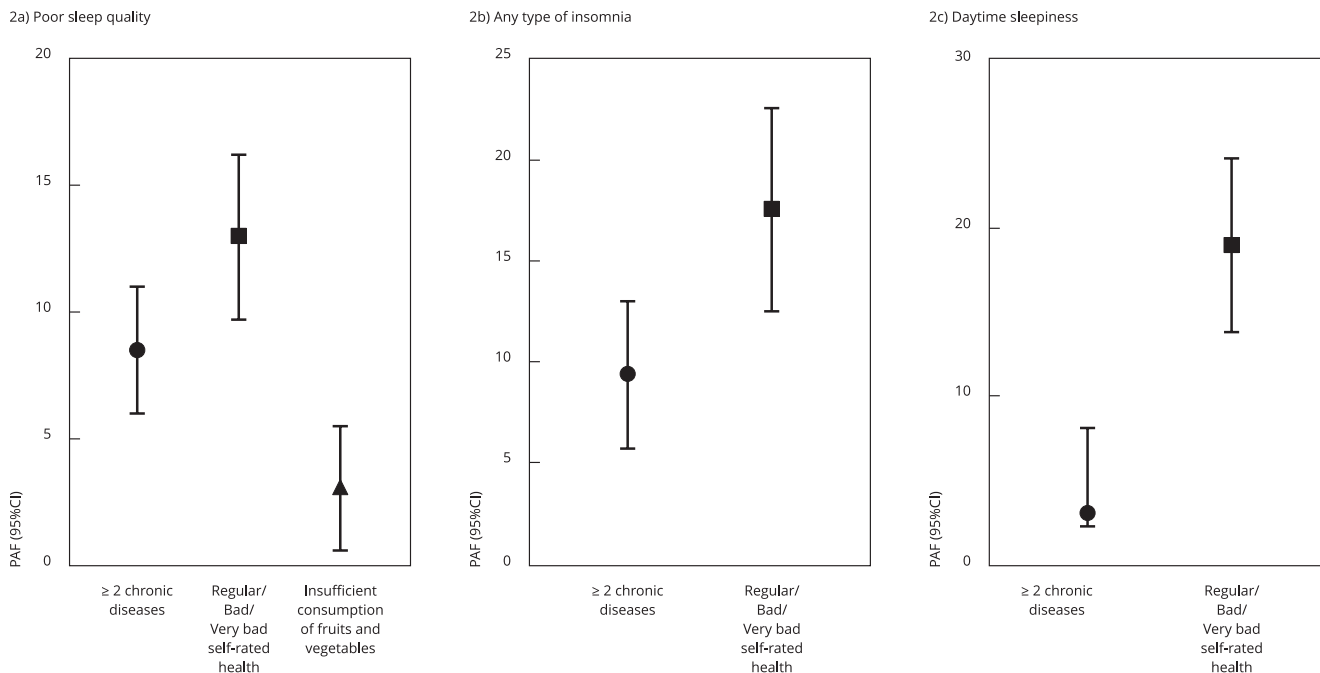 2a) Poor sleep quality
20
15
10
5
0
PAF (95%CI)
≥ 2 chronic
diseases
Regular/
Bad/
Very bad
self-rated
health
Insufficient
consumption
of fruits and
vegetables
2b) Any type of insomnia
25
20
15
10
5
0
PAF (95%CI)
≥ 2 chronic
diseases
Regular/
Bad/
Very bad
self-rated
health
2c) Daytime sleepiness
30
20
10
0
PAF (95%CI)
≥ 2 chronic
diseases
Regular/
Bad/
Very bad
self-rated
health